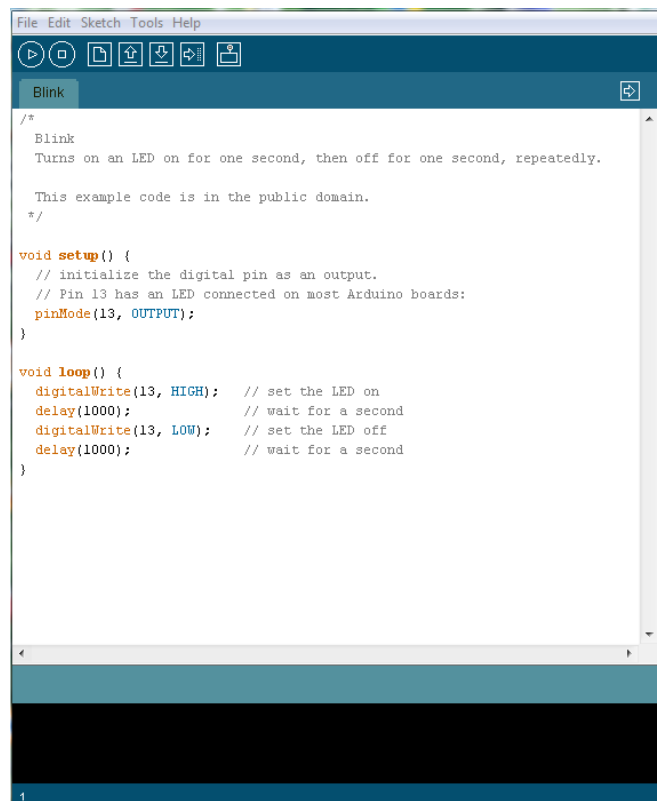 File Edit Sketch Tools Help
Blink
/*
  Blink
  Turns on an LED on for one second, then off for one second, repeatedly.
  This example code is in the public domain.
 */
void setup() {
  // initialize the digital pin as an output.
  // Pin 13 has an LED connected on most Arduino boards:
  pinMode(13, OUTPUT);
}
void loop() {
  digitalWrite(13, HIGH);   // set the LED on
  delay(1000);              // wait for a second
  digitalWrite(13, LOW);    // set the LED off
  delay(1000);              // wait for a second
}
1